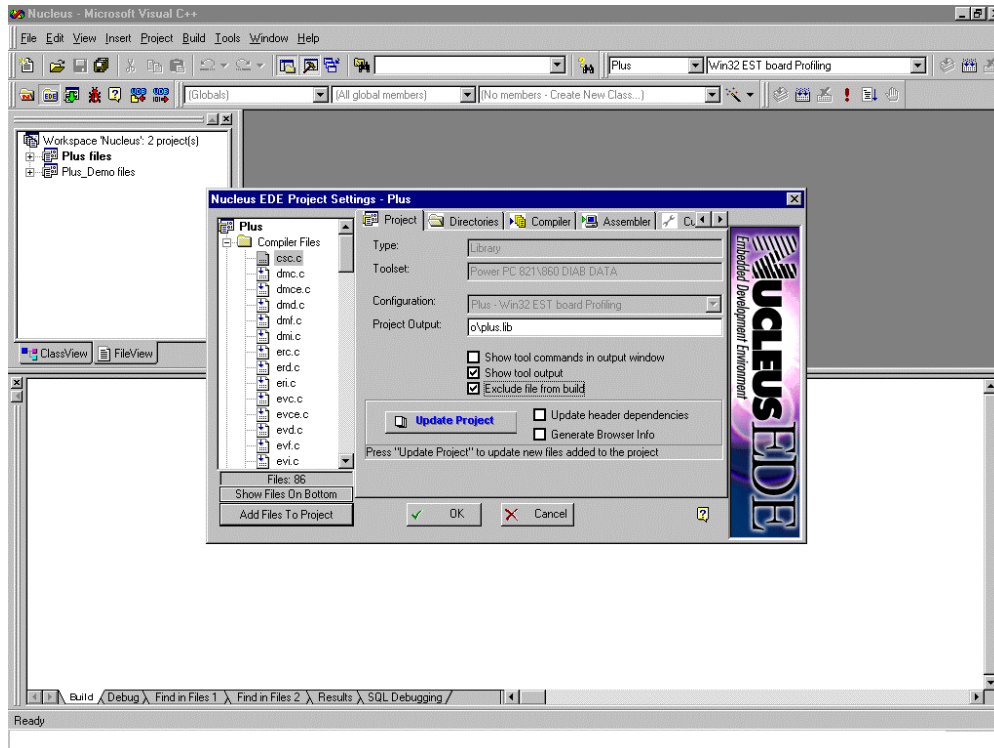 Nucleus - Microsoft Visual C++
File Edit View Insert Project Build Tools Window Help
Plus Win32 EST board Profiling
(Globals) (All global members) (No members - Create New Class...)
Workspace 'Nucleus': 2 project(s)
Plus files
Plus_Demo files
ClassView FileView
Nucleus EDE Project Settings - Plus
Plus
Compiler Files
csc.c
dmc.c
dmce.c
dmd.c
dmf.c
dmi.c
erc.c
erd.c
eri.c
evc.c
evce.c
evd.c
evf.c
evi.c
Files: 86
Show Files On Bottom
Add Files To Project
Project Directories Compiler Assembler Cu
Type: Library
Toolset: Power PC 821\860 DIAB DATA
Configuration: Plus - Win32 EST board Profiling
Project Output: o\plus.lib
Show tool commands in output window
Show tool output
Exclude file from build
Update Project
Update header dependencies
Generate Browser Info
Press "Update Project" to update new files added to the project
OK Cancel
Embedded Development Environment
NUCLEUS EDE
Build Debug Find in Files 1 Find in Files 2 Results SQL Debugging
Ready